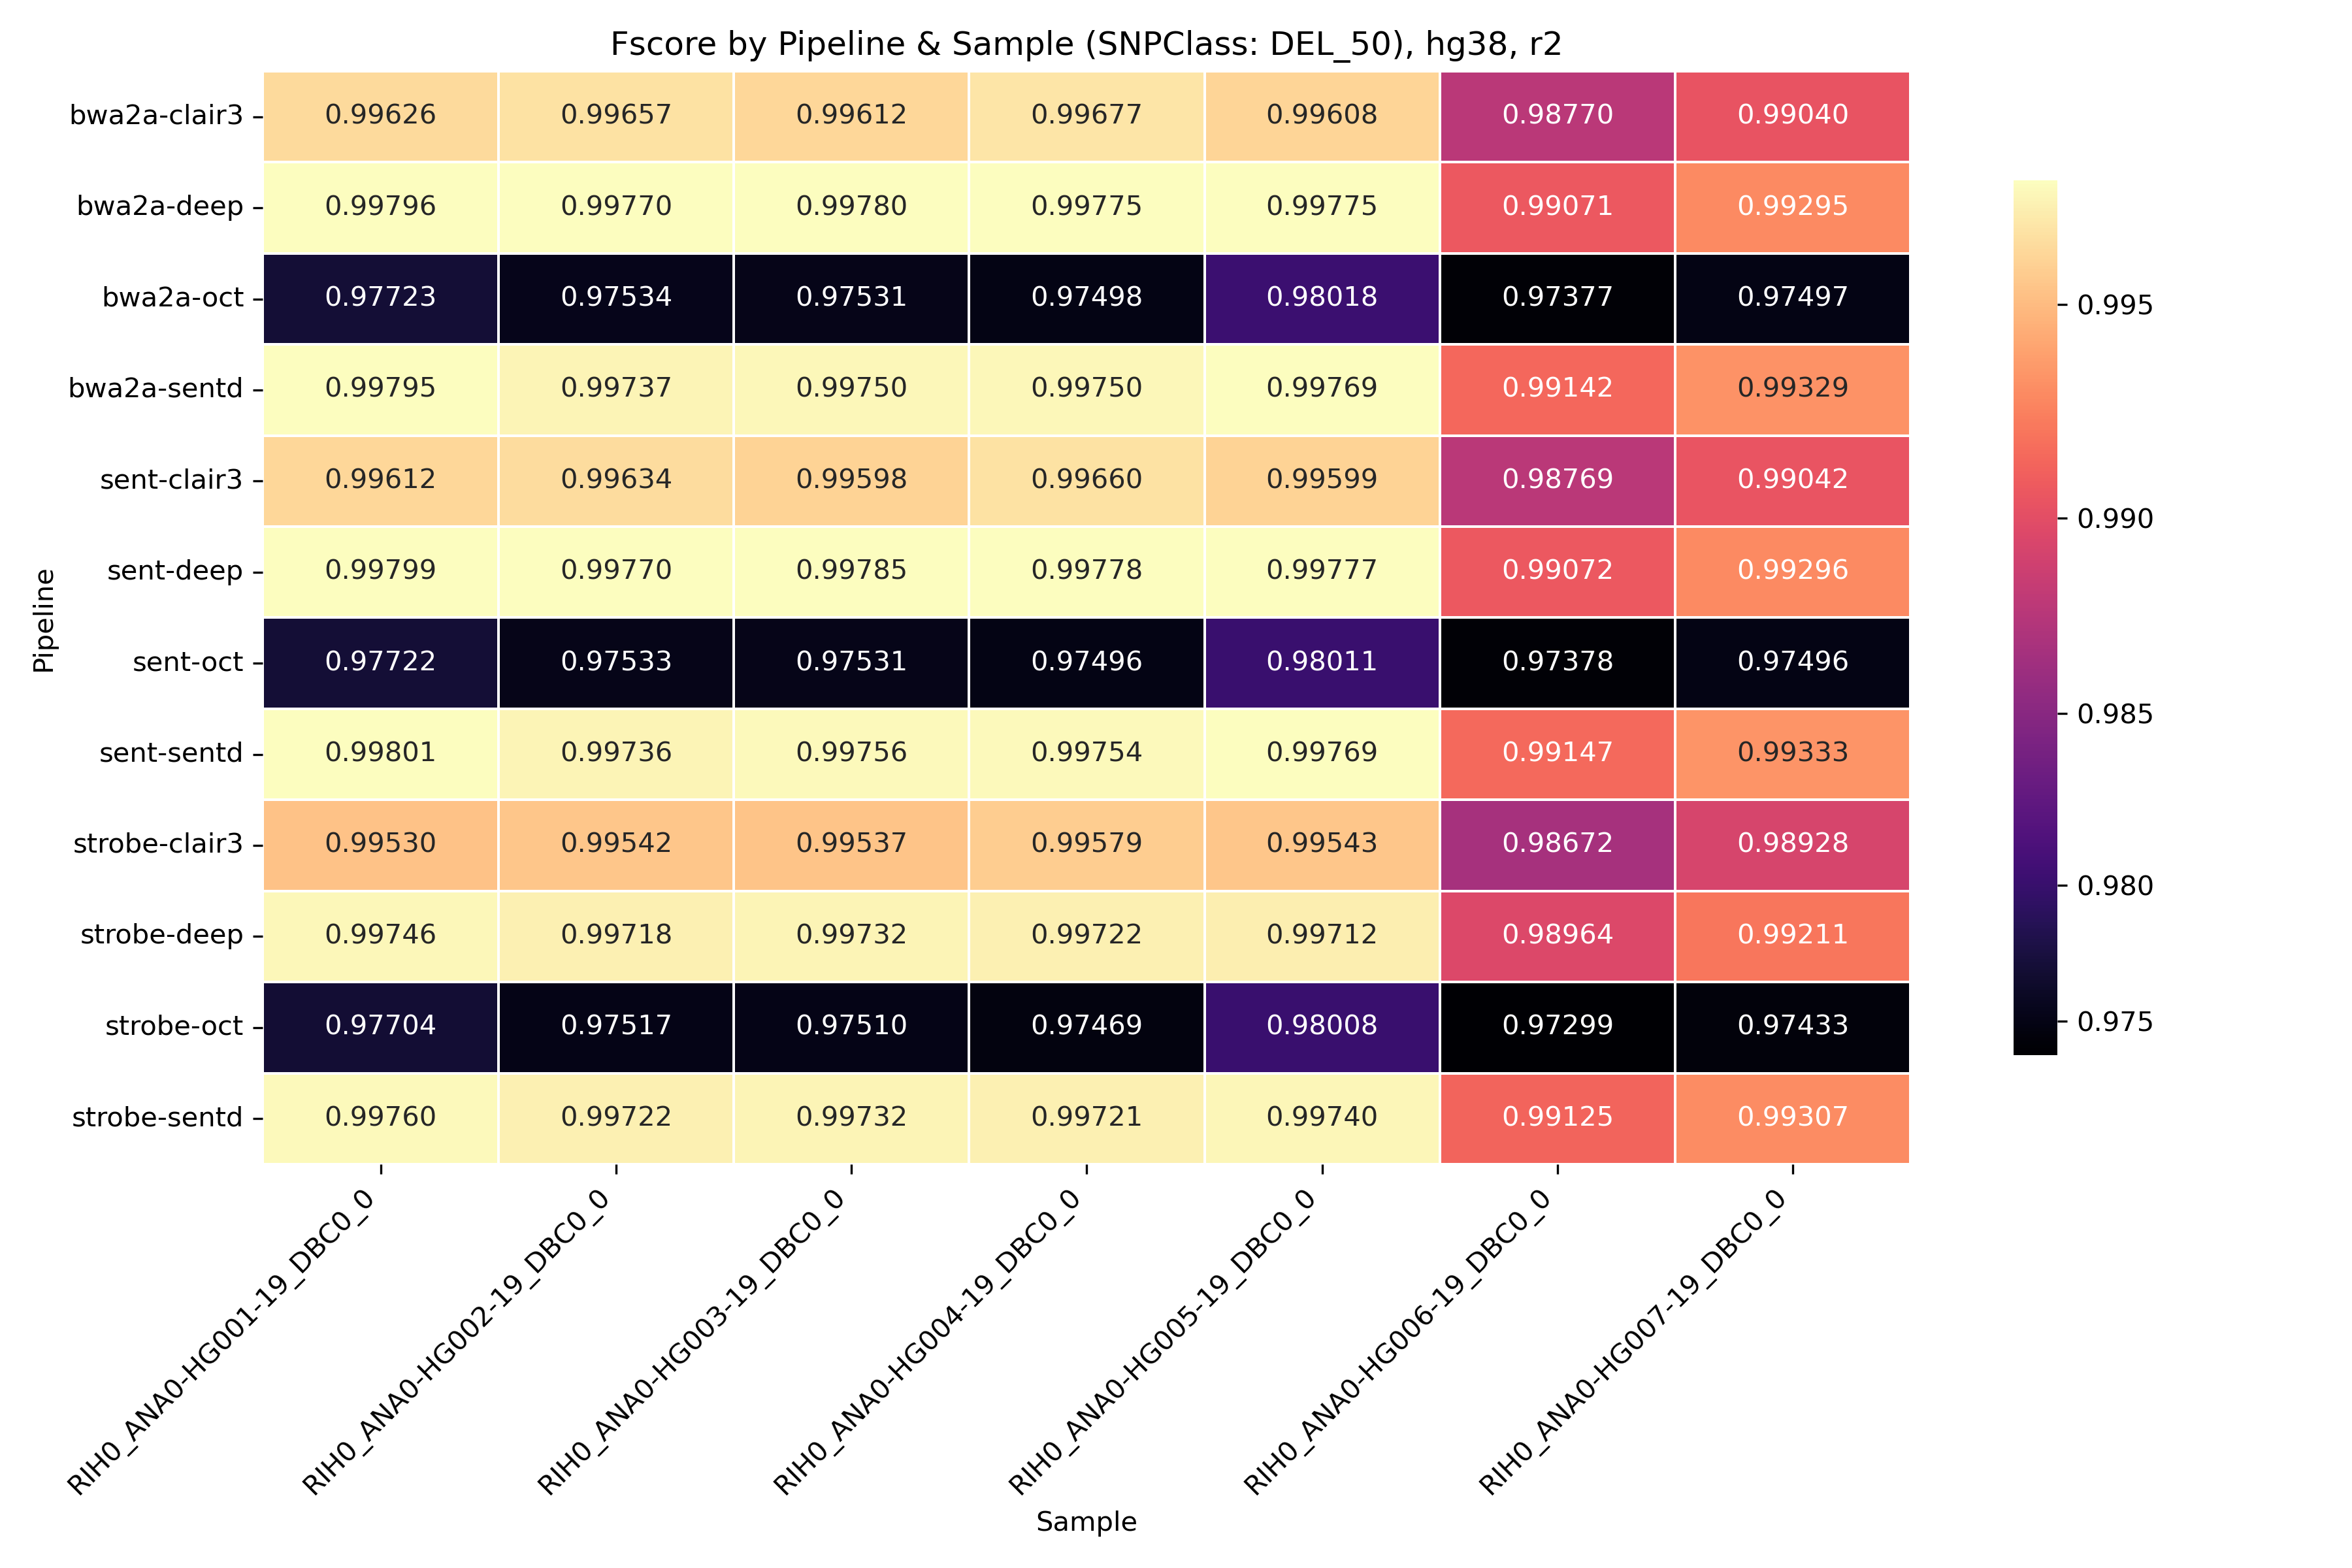 Fscore by Pipeline & Sample (SNPClass: DEL_50), hg38, r2
Pipeline
bwa2a-clair3 0.99626 0.99657 0.99612 0.99677 0.99608 0.98770 0.99040
bwa2a-deep 0.99796 0.99770 0.99780 0.99775 0.99775 0.99071 0.99295
bwa2a-oct 0.97723 0.97534 0.97531 0.97498 0.98018 0.97377 0.97497
bwa2a-sentd 0.99795 0.99737 0.99750 0.99750 0.99769 0.99142 0.99329
sent-clair3 0.99612 0.99634 0.99598 0.99660 0.99599 0.98769 0.99042
sent-deep 0.99799 0.99770 0.99785 0.99778 0.99777 0.99072 0.99296
sent-oct 0.97722 0.97533 0.97531 0.97496 0.98011 0.97378 0.97496
sent-sentd 0.99801 0.99736 0.99756 0.99754 0.99769 0.99147 0.99333
strobe-clair3 0.99530 0.99542 0.99537 0.99579 0.99543 0.98672 0.98928
strobe-deep 0.99746 0.99718 0.99732 0.99722 0.99712 0.98964 0.99211
strobe-oct 0.97704 0.97517 0.97510 0.97469 0.98008 0.97299 0.97433
strobe-sentd 0.99760 0.99722 0.99732 0.99721 0.99740 0.99125 0.99307
RIH0_ANA0-HG001-19_DBC0_0
RIH0_ANA0-HG002-19_DBC0_0
RIH0_ANA0-HG003-19_DBC0_0
RIH0_ANA0-HG004-19_DBC0_0
RIH0_ANA0-HG005-19_DBC0_0
RIH0_ANA0-HG006-19_DBC0_0
RIH0_ANA0-HG007-19_DBC0_0
Sample
0.995
0.990
0.985
0.980
0.975